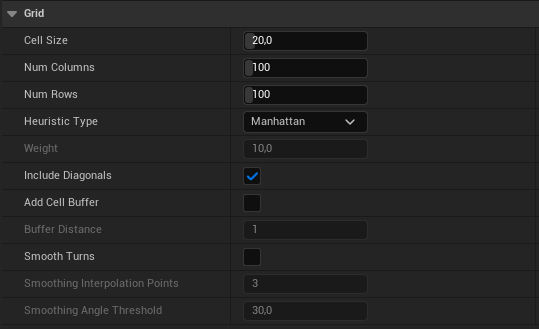 Grid
Cell Size 20,0
Num Columns 100
Num Rows 100
Heuristic Type Manhattan
Weight 10,0
Include Diagonals
Add Cell Buffer
Buffer Distance 1
Smooth Turns
Smoothing Interpolation Points 3
Smoothing Angle Threshold 30,0